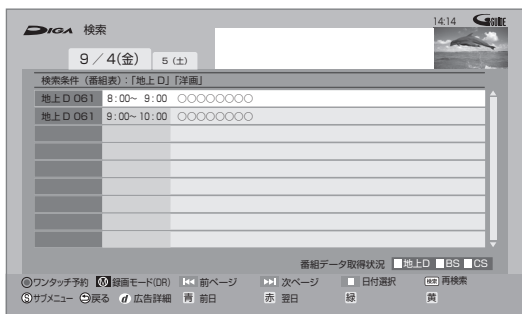 14:14 GGUIDE
DIGA 検索
9/4(金) 5(土)
検索条件(番組表):「地上D」「洋画」
地上D 061 8:00~ 9:00 ○○○○○○○○
地上D 061 9:00~10:00 ○○○○○○○○
番組データ取得状況 地上D BS CS
ワンタッチ予約 録画モード(DR) 前ページ 次ページ 日付選択 検索 再検索
Sサブメニュー 戻る d 広告詳細 青 前日 赤 翌日 緑 黄